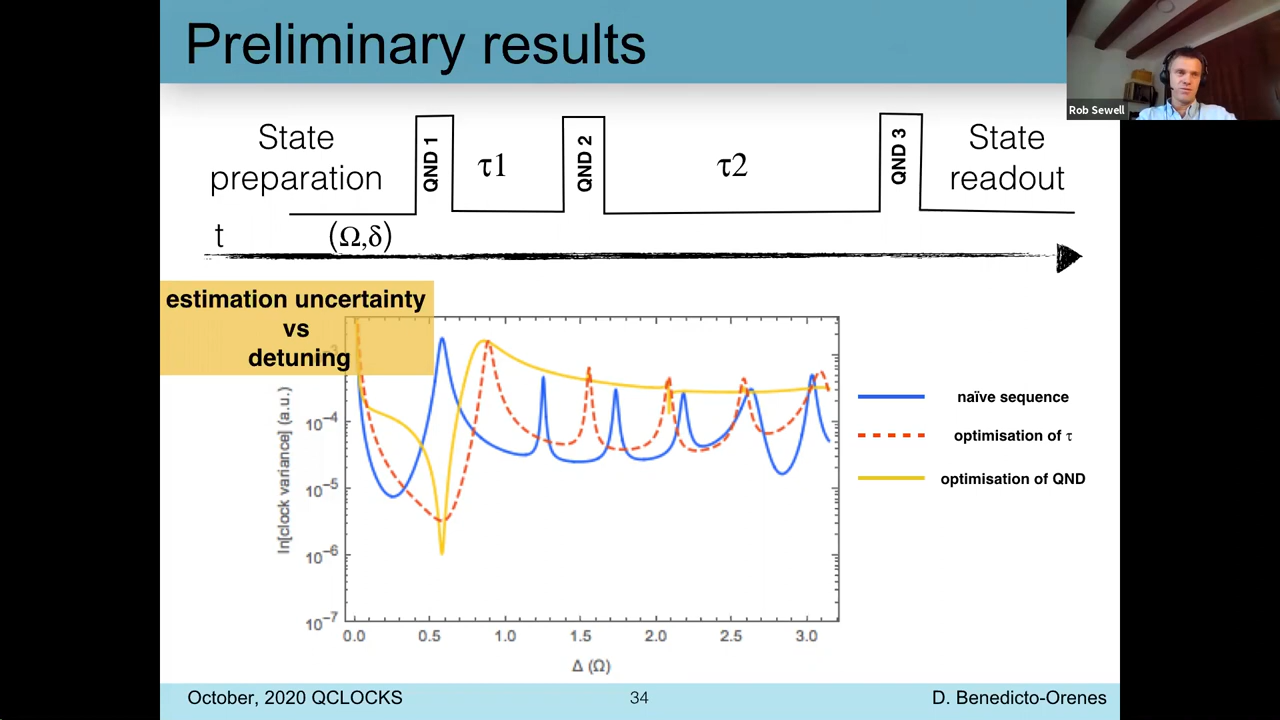 Preliminary results
Rob Sewell
State
preparation
QND 1
τ1
QND 2
τ2
QND 3
State
readout
t
(Ω,δ)
estimation uncertainty
vs
detuning
ln[clock variance] (a.u.)
10⁻⁴
10⁻⁵
10⁻⁶
10⁻⁷
0.0 0.5 1.0 1.5 2.0 2.5 3.0
Δ (Ω)
naïve sequence
optimisation of τ
optimisation of QND
October, 2020 QCLOCKS
34
D. Benedicto-Orenes